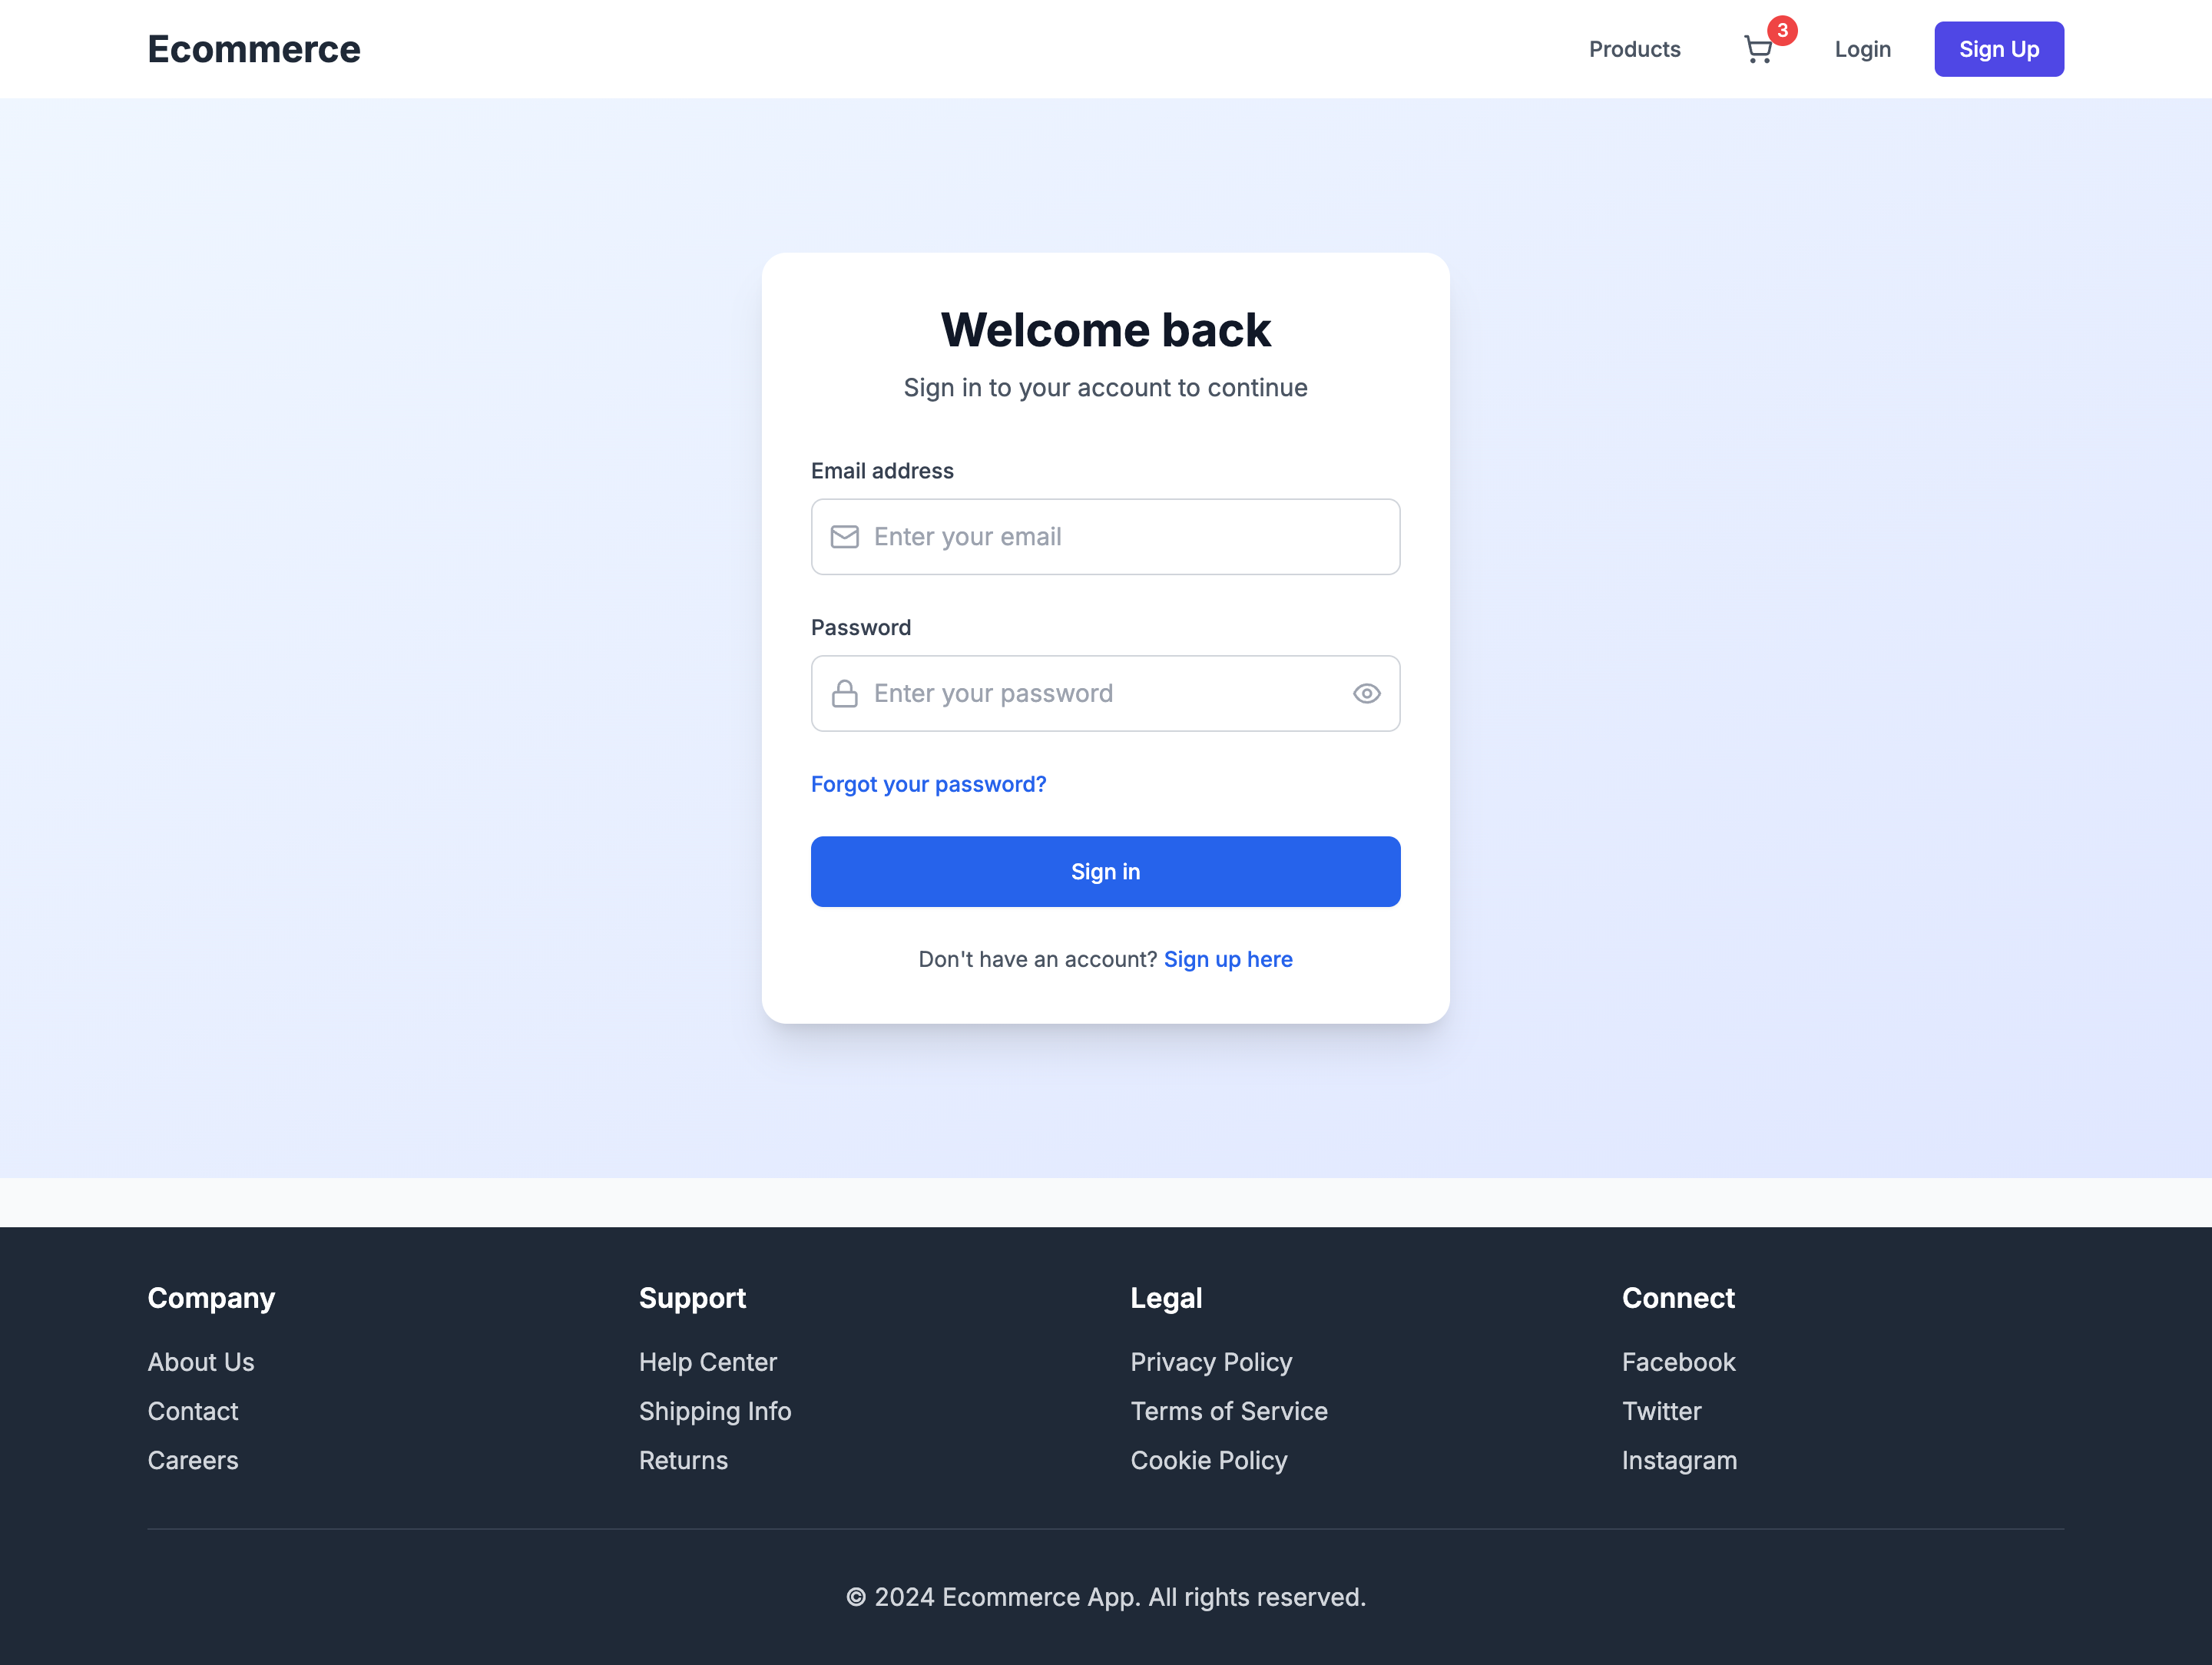 Ecommerce
Products
3
Login
Sign Up
Welcome back
Sign in to your account to continue
Email address
Enter your email
Password
Enter your password
Forgot your password?
Sign in
Don't have an account? Sign up here
Company
About Us
Contact
Careers
Support
Help Center
Shipping Info
Returns
Legal
Privacy Policy
Terms of Service
Cookie Policy
Connect
Facebook
Twitter
Instagram
© 2024 Ecommerce App. All rights reserved.